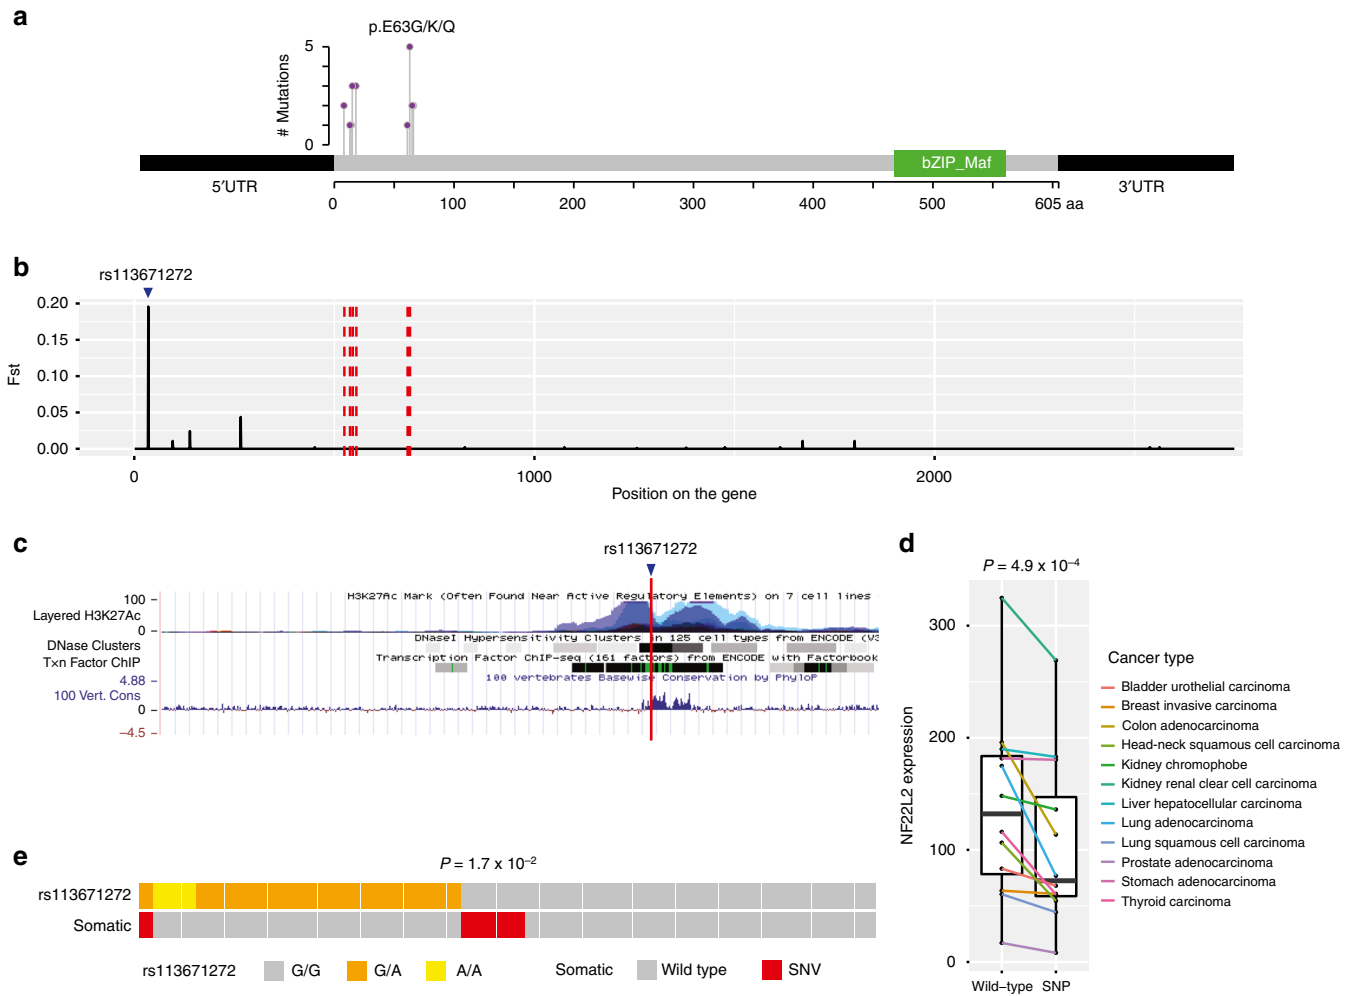 a
p.E63G/K/Q
# Mutations
5
0
bZIP_Maf
5′UTR
3′UTR
0 100 200 300 400 500 605 aa
b
rs113671272
Fst
0.20
0.15
0.10
0.05
0.00
0 1000 2000
Position on the gene
c
rs113671272
H3K27Ac Mark (Often Found Near Active Regulatory Elements) on 7 cell lines
100
Layered H3K27Ac
0
DNaseI Hypersensitivity Clusters in 125 cell types from ENCODE (V3
DNase Clusters
Transcription Factor ChIP-seq (161 factors) from ENCODE with Factorbook
Txn Factor ChIP
100 vertebrates Basewise Conservation by PhyloP
4.88
100 Vert. Cons
0
−4.5
d
P = 4.9 x 10⁻⁴
NF22L2 expression
300
200
100
0
Wild−type SNP
Cancer type
Bladder urothelial carcinoma
Breast invasive carcinoma
Colon adenocarcinoma
Head-neck squamous cell carcinoma
Kidney chromophobe
Kidney renal clear cell carcinoma
Liver hepatocellular carcinoma
Lung adenocarcinoma
Lung squamous cell carcinoma
Prostate adenocarcinoma
Stomach adenocarcinoma
Thyroid carcinoma
e
P = 1.7 x 10⁻²
rs113671272
Somatic
rs113671272 G/G G/A A/A Somatic Wild type SNV